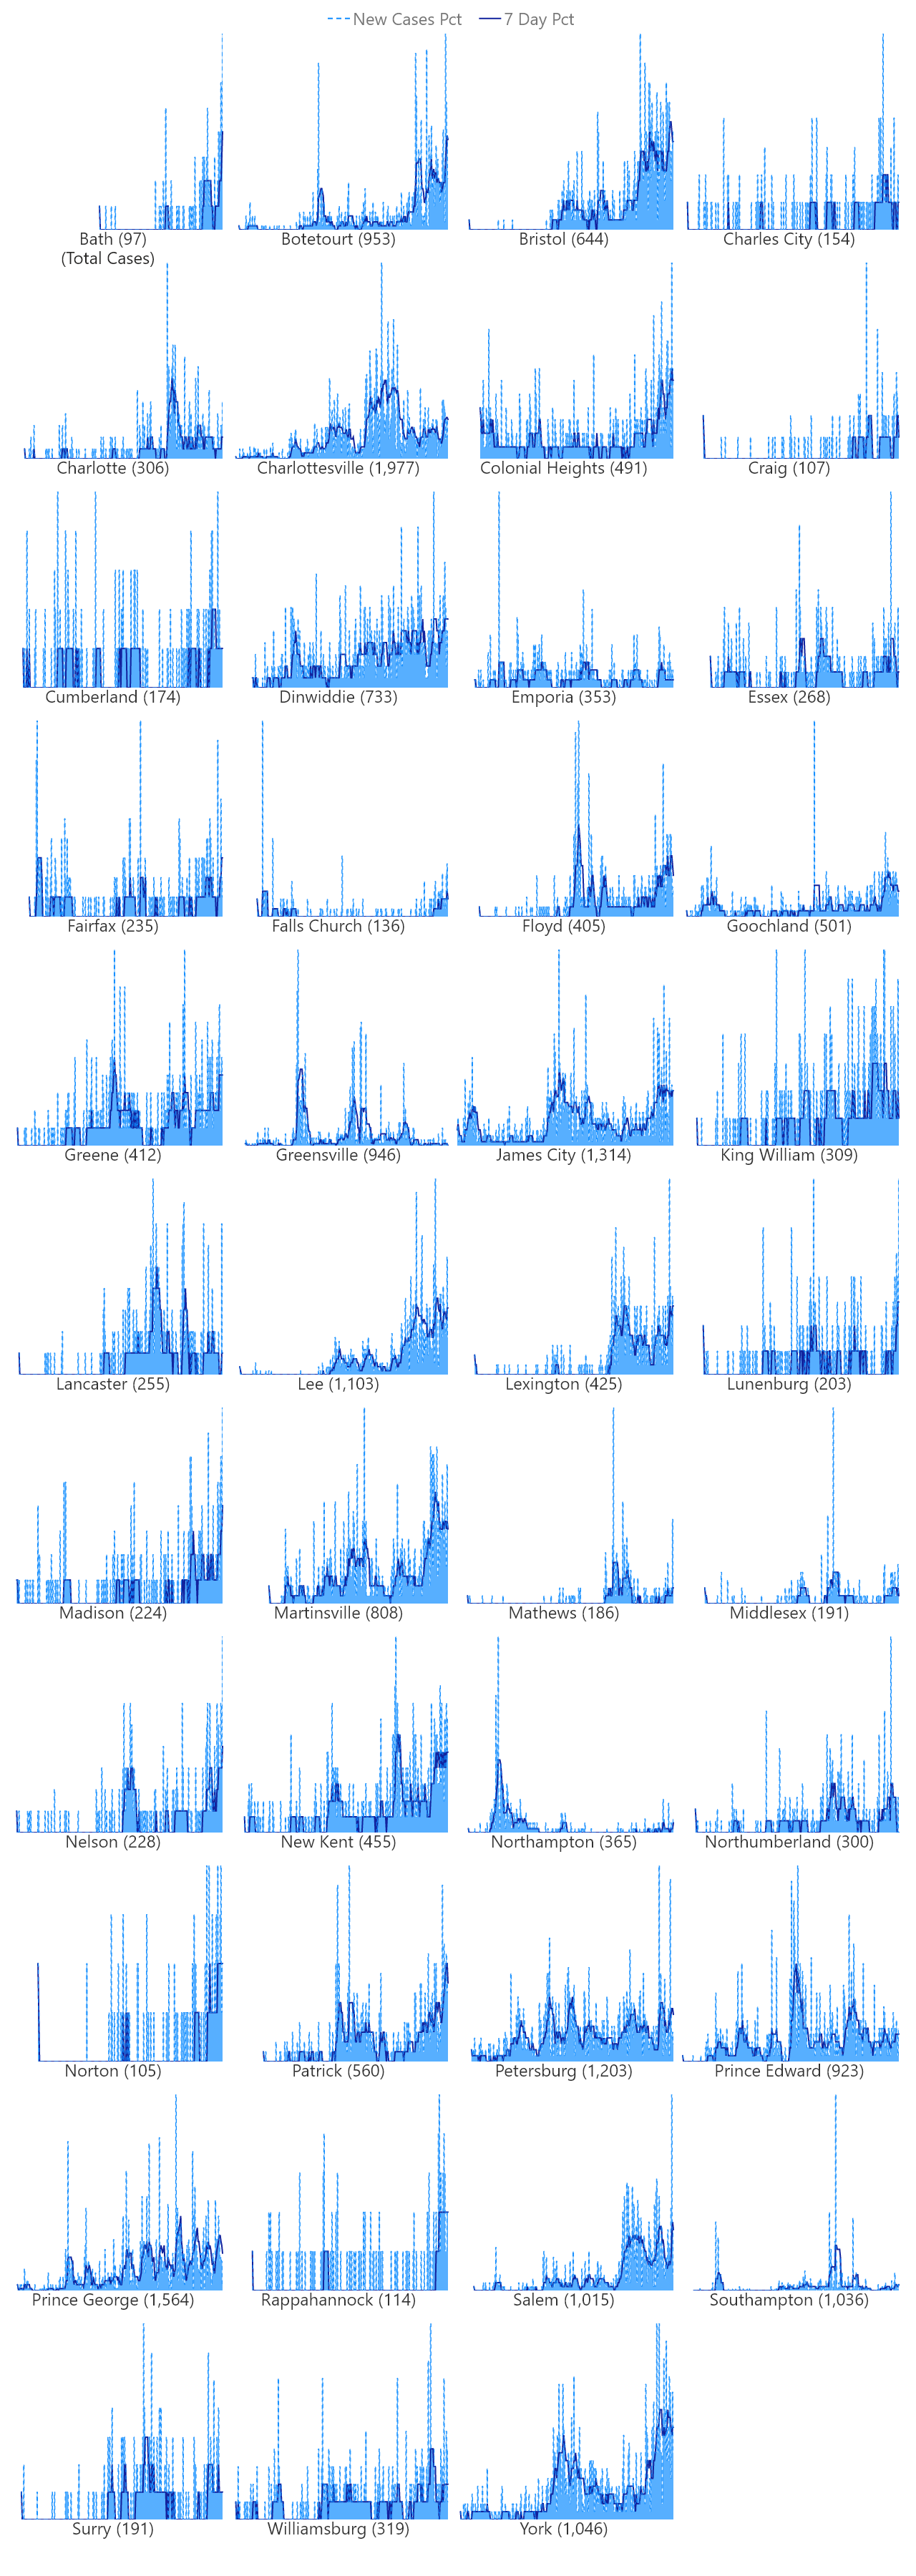 New Cases Pct 7 Day Pct
Bath (97) Botetourt (953) Bristol (644) Charles City (154)
(Total Cases)
Charlotte (306) Charlottesville (1,977) Colonial Heights (491) Craig (107)
Cumberland (174) Dinwiddie (733) Emporia (353) Essex (268)
Fairfax (235) Falls Church (136) Floyd (405) Goochland (501)
Greene (412) Greensville (946) James City (1,314) King William (309)
Lancaster (255) Lee (1,103) Lexington (425) Lunenburg (203)
Madison (224) Martinsville (808) Mathews (186) Middlesex (191)
Nelson (228) New Kent (455) Northampton (365) Northumberland (300)
Norton (105) Patrick (560) Petersburg (1,203) Prince Edward (923)
Prince George (1,564) Rappahannock (114) Salem (1,015) Southampton (1,036)
Surry (191) Williamsburg (319) York (1,046)